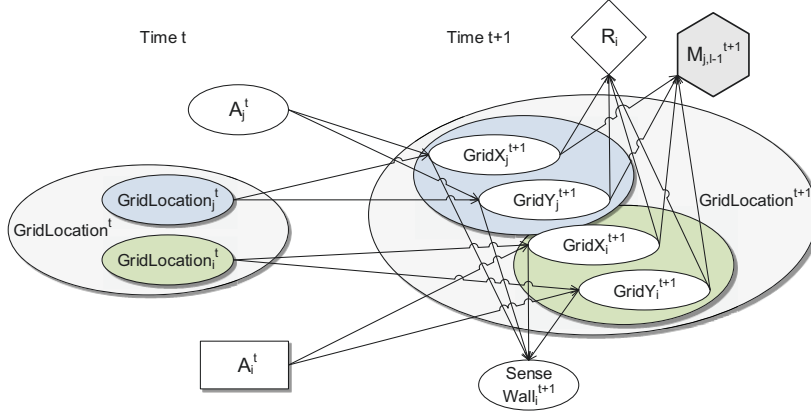 Time t
Time t+1
R_i
M_{j,l-1}^{t+1}
A_j^t
GridX_j^{t+1}
GridY_j^{t+1}
GridLocation_j^t
GridLocation^t
GridLocation^{t+1}
GridLocation_i^t
GridX_i^{t+1}
GridY_i^{t+1}
A_i^t
Sense
Wall_i^{t+1}